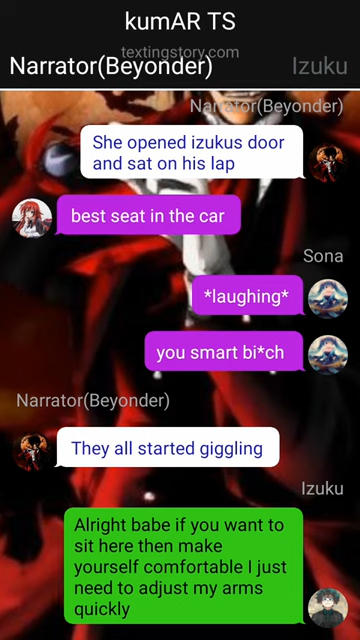 kumAR TS
textingstory.com
Narrator(Beyonder)
Izuku
Narrator(Beyonder)
She opened izukus door
and sat on his lap
best seat in the car
Sona
*laughing*
you smart bi*ch
Narrator(Beyonder)
They all started giggling
Izuku
Alright babe if you want to
sit here then make
yourself comfortable I just
need to adjust my arms
quickly